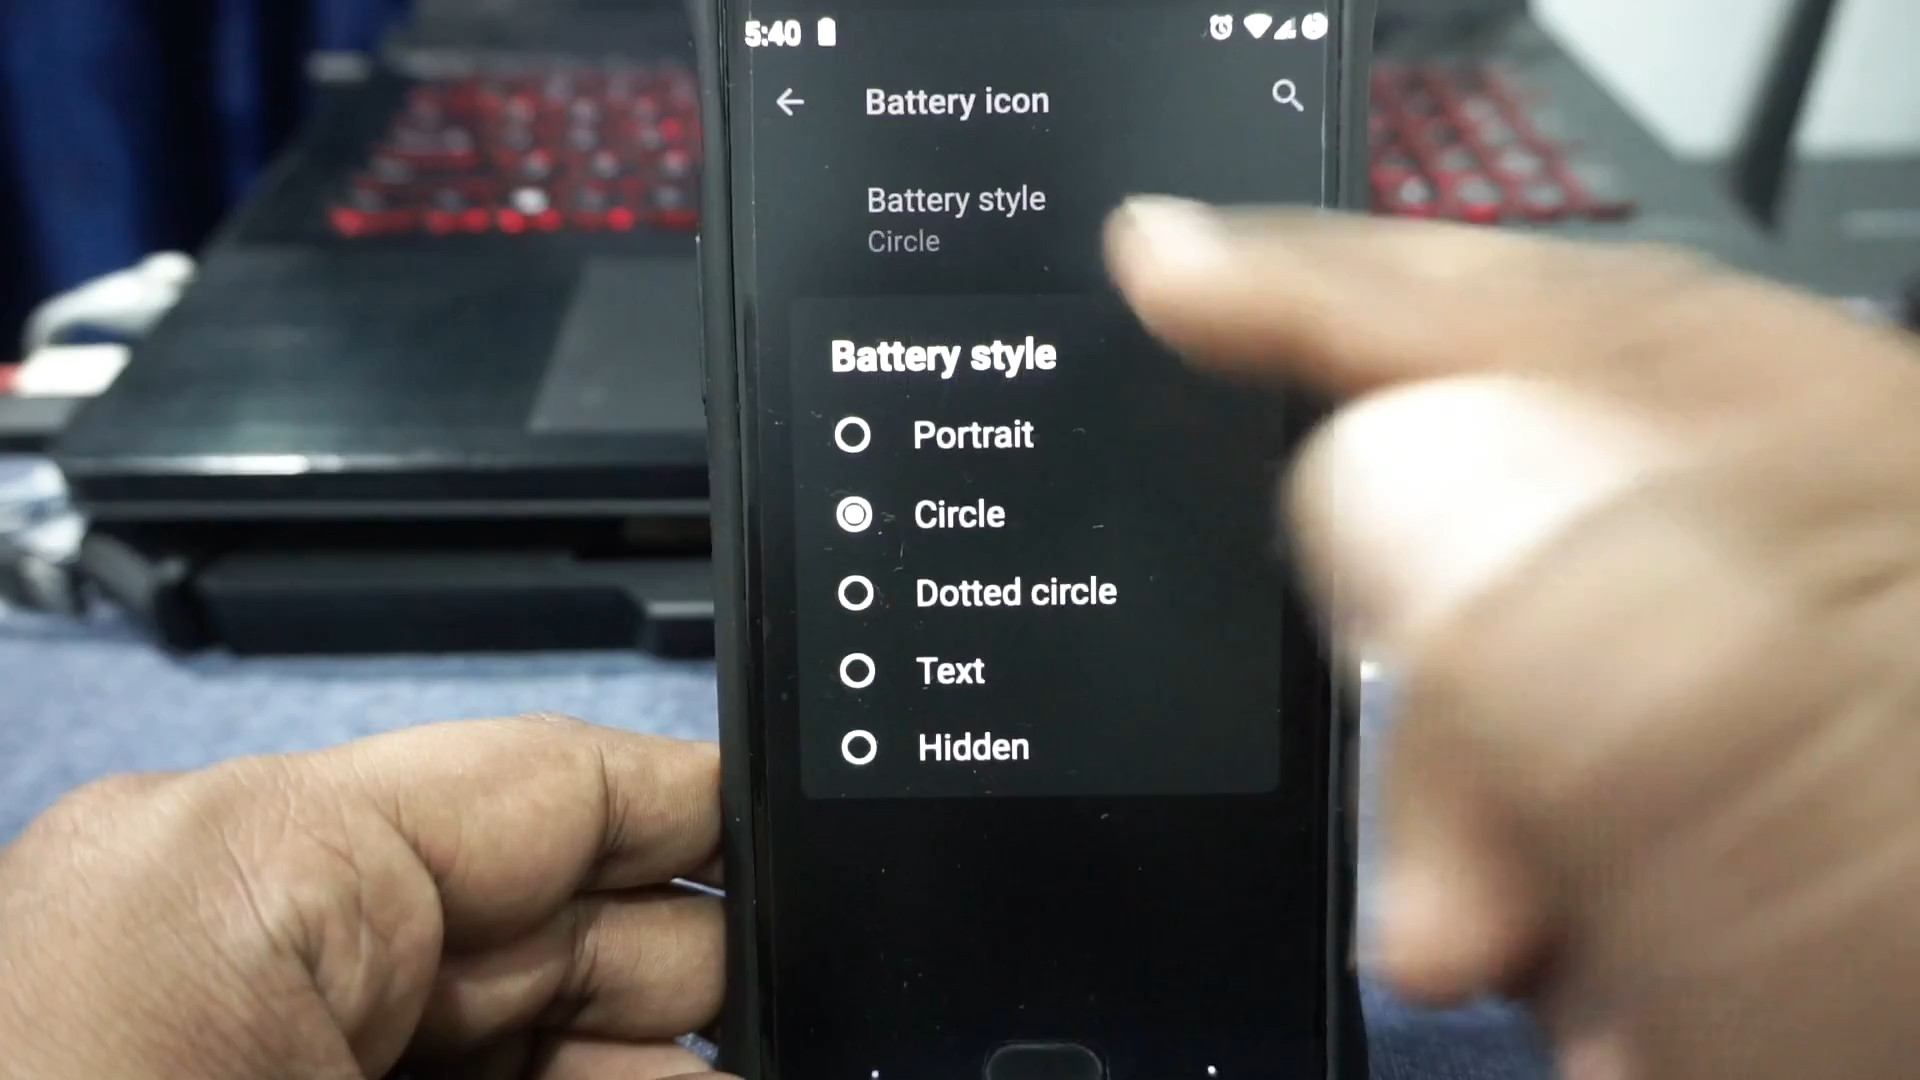 5:40
Battery icon
Battery style
Circle
Battery style
Portrait
Circle
Dotted circle
Text
Hidden